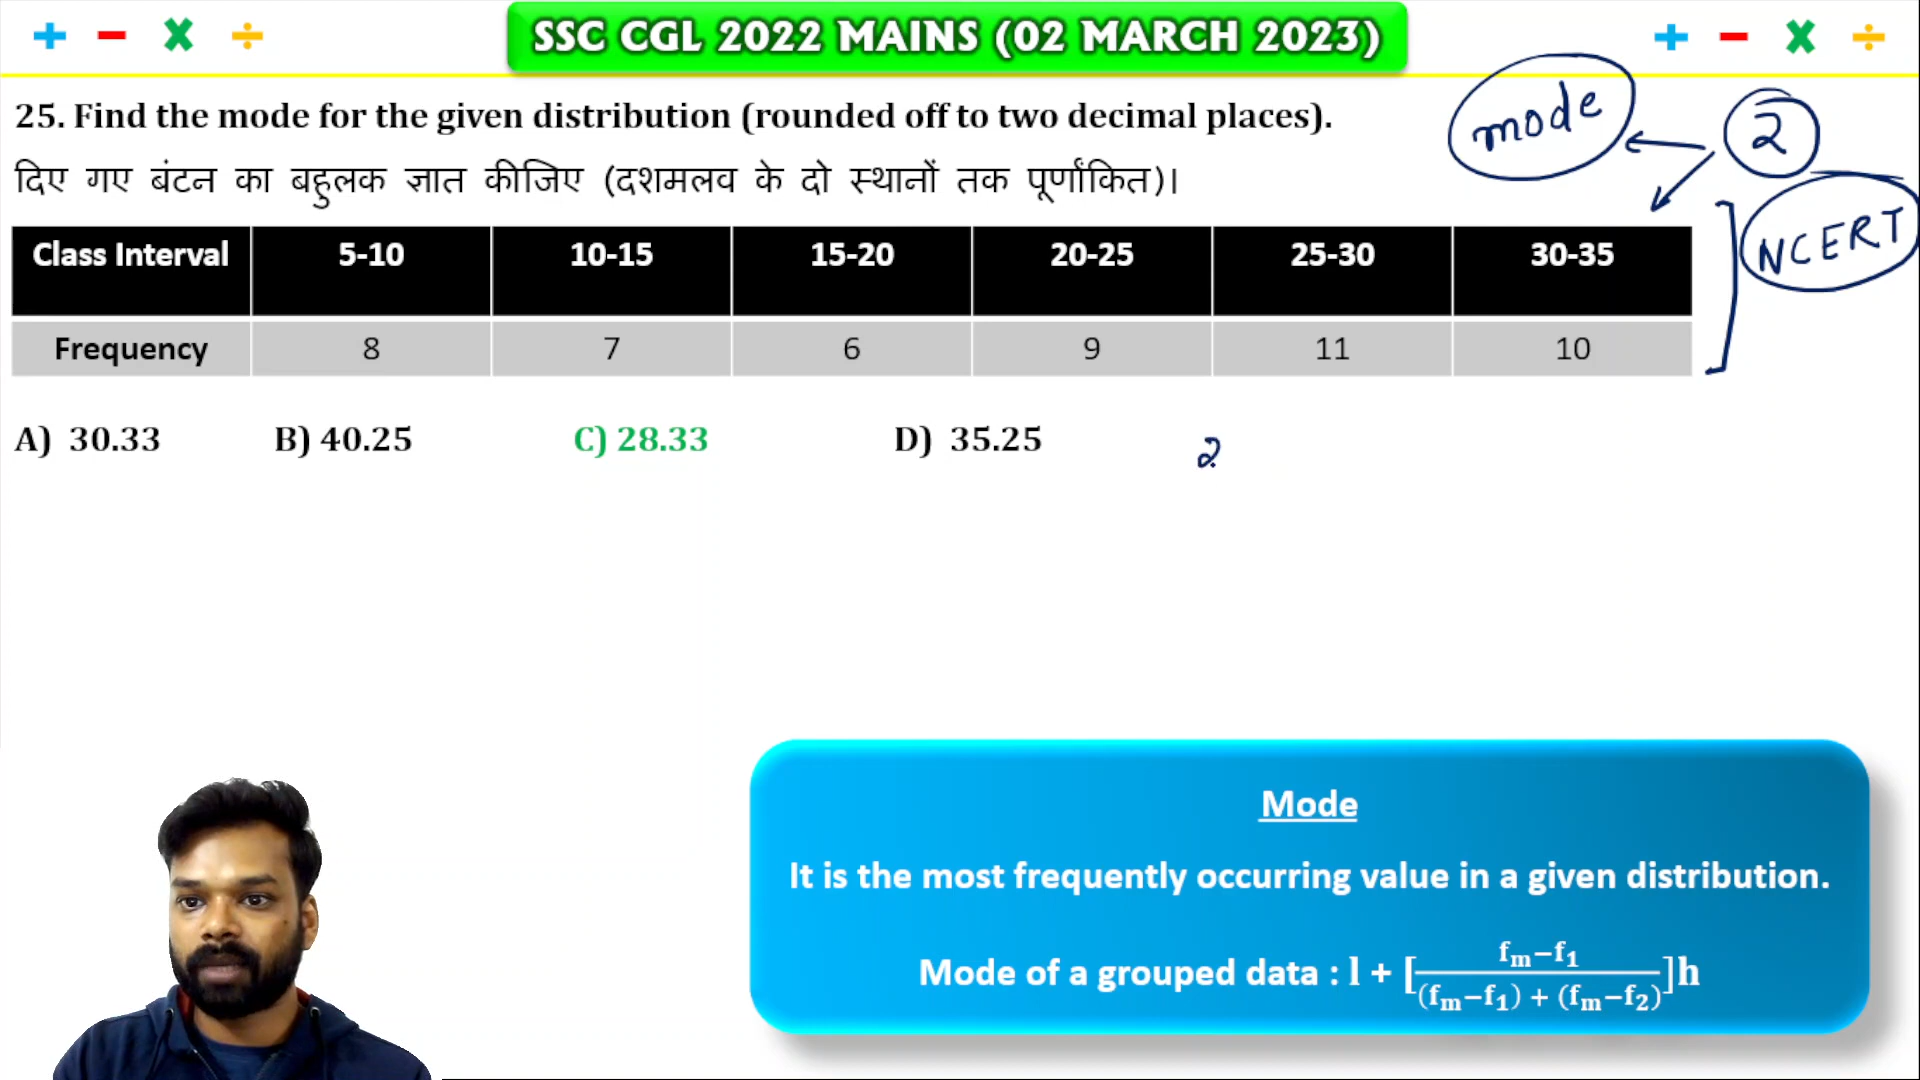 SSC CGL 2022 MAINS (02 MARCH 2023)
25. Find the mode for the given distribution (rounded off to two decimal places).
दिए गए बंटन का बहुलक ज्ञात कीजिए (दशमलव के दो स्थानों तक पूर्णांकित)।
mode
2
NCERT
Class Interval 5-10 10-15 15-20 20-25 25-30 30-35
Frequency 8 7 6 9 11 10
A) 30.33 B) 40.25 C) 28.33 D) 35.25
2
Mode
It is the most frequently occurring value in a given distribution.
Mode of a grouped data : l + [(fₘ−f₁)/((fₘ−f₁) + (fₘ−f₂))]h